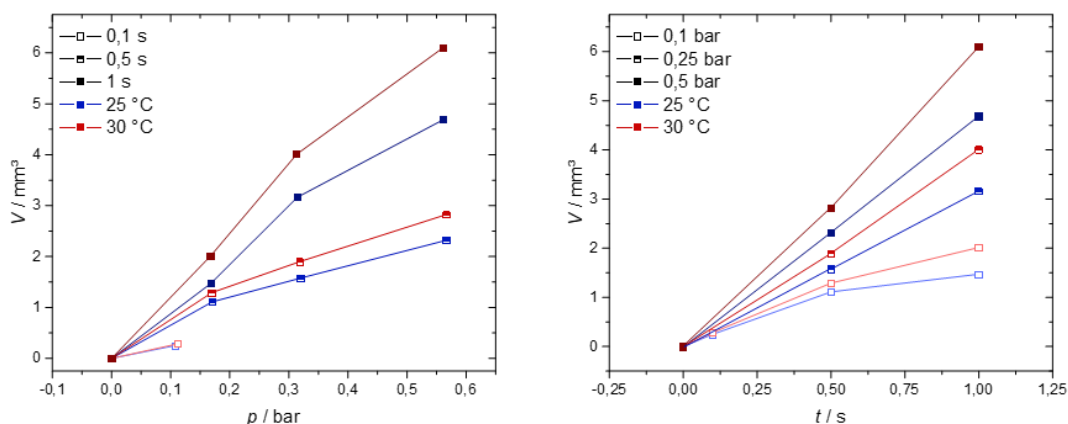 0,1 s
0,5 s
1 s
25 °C
30 °C
6
5
4
3
2
1
0
V / mm³
-0,1
0,0
0,1
0,2
0,3
0,4
0,5
0,6
p / bar
0,1 bar
0,25 bar
0,5 bar
25 °C
30 °C
6
5
4
3
2
1
0
V / mm³
-0,25
0,00
0,25
0,50
0,75
1,00
1,25
t / s